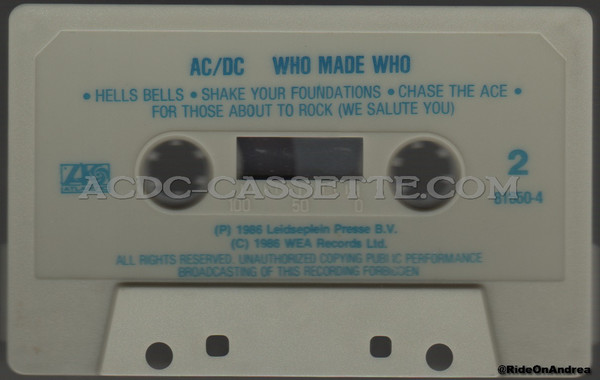 AC/DC WHO MADE WHO
• HELLS BELLS • SHAKE YOUR FOUNDATIONS • CHASE THE ACE •
FOR THOSE ABOUT TO ROCK (WE SALUTE YOU)
2
ACDC-CASSETTE.COM
100 50 0
(P) 1986 Leidseplein Presse B.V.
(C) 1986 WEA Records Ltd.
ALL RIGHTS RESERVED. UNAUTHORIZED COPYING PUBLIC PERFORMANCE
BROADCASTING OF THIS RECORDING FORBIDDEN
@RideOnAndrea